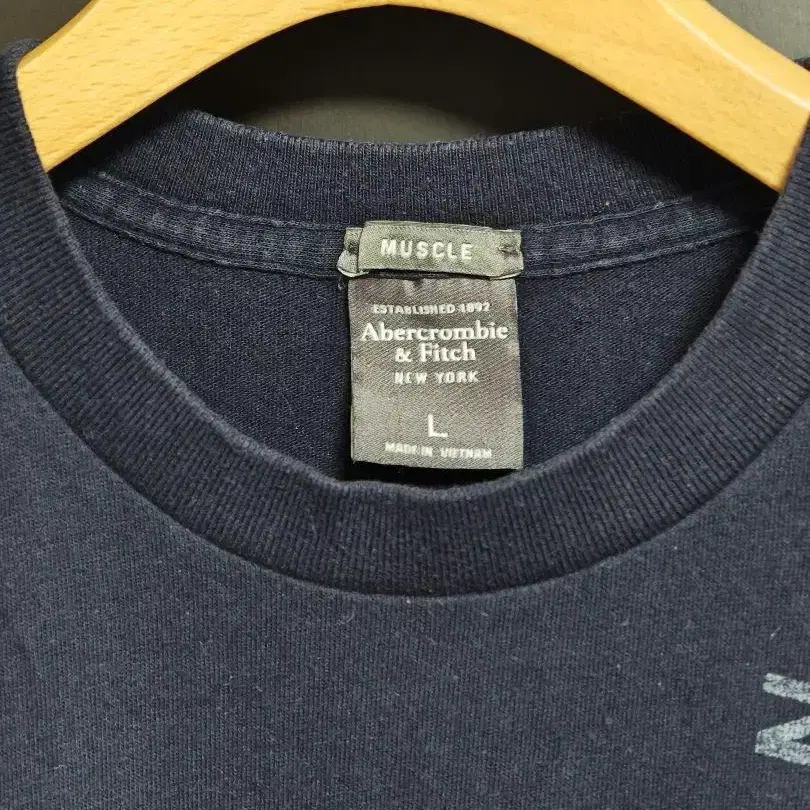 MUSCLE
ESTABLISHED 1892
Abercrombie
& Fitch
NEW YORK
L
MADE IN VIETNAM